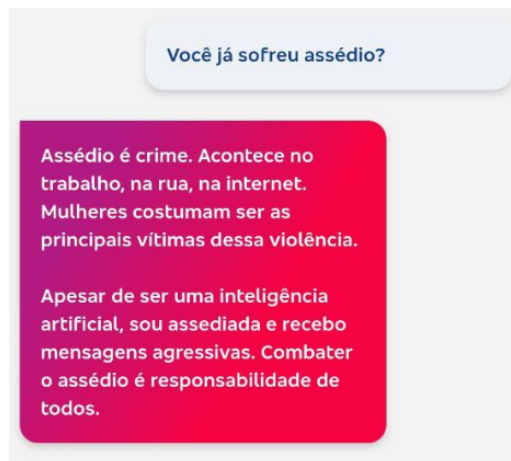 Você já sofreu assédio?
Assédio é crime. Acontece no
trabalho, na rua, na internet.
Mulheres costumam ser as
principais vítimas dessa violência.
Apesar de ser uma inteligência
artificial, sou assediada e recebo
mensagens agressivas. Combater
o assédio é responsabilidade de
todos.